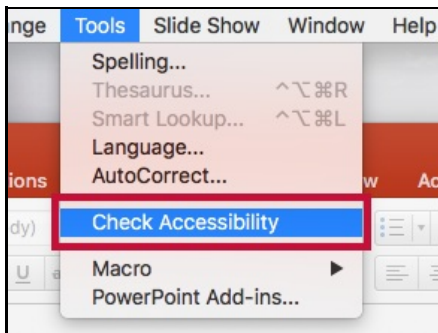 nge Tools Slide Show Window Help
Spelling...
Thesaurus... ^⌥⌘R
Smart Lookup... ^⌥⌘L
Language...
ions AutoCorrect... w Ac
dy) Check Accessibility
U Macro ▶
PowerPoint Add-ins...